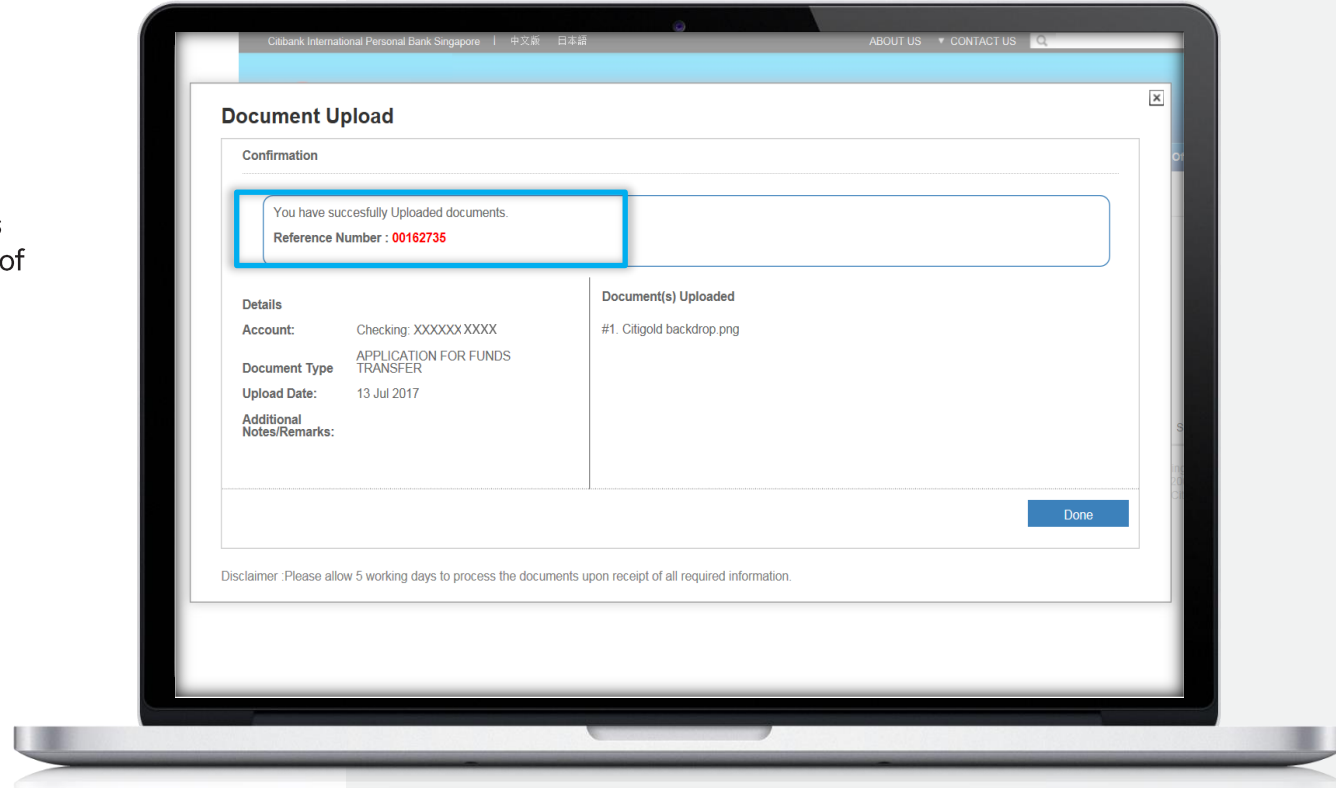 Citibank International Personal Bank Singapore | 中文版 日本語 ABOUT US ▼ CONTACT US
Document Upload
Confirmation
You have succesfully Uploaded documents.
Reference Number : 00162735
of
Details
Account: Checking: XXXXXX XXXX
Document Type APPLICATION FOR FUNDS
TRANSFER
Upload Date: 13 Jul 2017
Additional
Notes/Remarks:
Document(s) Uploaded
#1. Citigold backdrop.png
Done
Disclaimer :Please allow 5 working days to process the documents upon receipt of all required information.